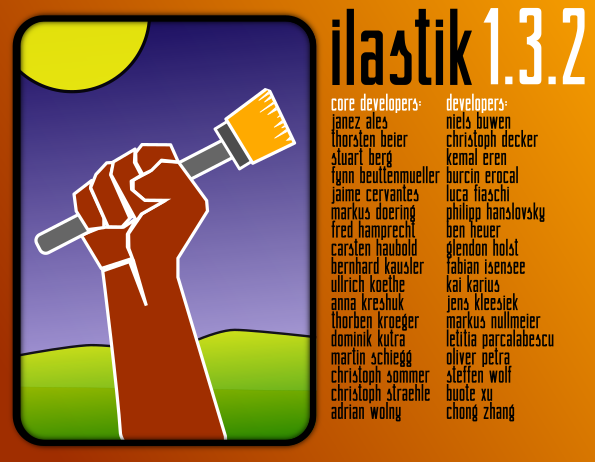 ilastik 1.3.2
core developers:
janez ales
thorsten beier
stuart berg
fynn beuttenmueller
jaime cervantes
markus doering
fred hamprecht
carsten haubold
bernhard kausler
ullrich koethe
anna kreshuk
thorben kroeger
dominik kutra
martin schiegg
christoph sommer
christoph straehle
adrian wolny
developers:
niels buwen
christoph decker
kemal eren
burcin erocal
luca fiaschi
philipp hanslovsky
ben heuer
glendon holst
fabian isensee
kai karius
jens kleesiek
markus nullmeier
letitia parcalabescu
oliver petra
steffen wolf
buote xu
chong zhang